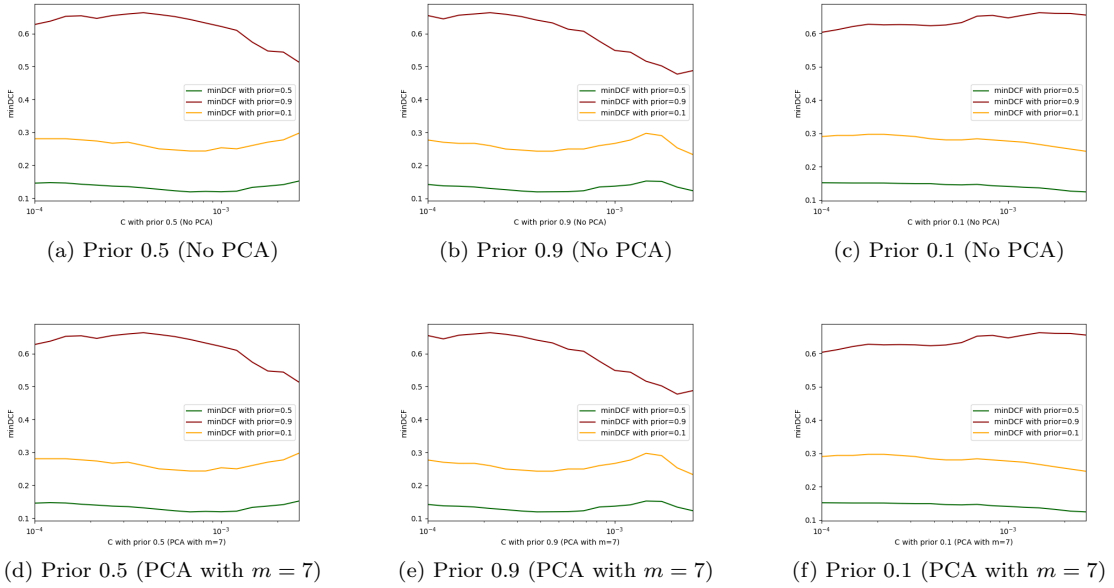 0.6
0.5
0.4
0.3
0.2
0.1
minDCF
minDCF with prior=0.5
minDCF with prior=0.9
minDCF with prior=0.1
10⁻⁴
10⁻³
C with prior 0.5 (No PCA)
(a) Prior 0.5 (No PCA)
0.6
0.5
0.4
0.3
0.2
0.1
minDCF
minDCF with prior=0.5
minDCF with prior=0.9
minDCF with prior=0.1
10⁻⁴
10⁻³
C with prior 0.9 (No PCA)
(b) Prior 0.9 (No PCA)
0.6
0.5
0.4
0.3
0.2
0.1
minDCF
minDCF with prior=0.5
minDCF with prior=0.9
minDCF with prior=0.1
10⁻⁴
10⁻³
C with prior 0.1 (No PCA)
(c) Prior 0.1 (No PCA)
0.6
0.5
0.4
0.3
0.2
0.1
minDCF
minDCF with prior=0.5
minDCF with prior=0.9
minDCF with prior=0.1
10⁻⁴
10⁻³
C with prior 0.5 (PCA with m=7)
(d) Prior 0.5 (PCA with m = 7)
0.6
0.5
0.4
0.3
0.2
0.1
minDCF
minDCF with prior=0.5
minDCF with prior=0.9
minDCF with prior=0.1
10⁻⁴
10⁻³
C with prior 0.9 (PCA with m=7)
(e) Prior 0.9 (PCA with m = 7)
0.6
0.5
0.4
0.3
0.2
0.1
minDCF
minDCF with prior=0.5
minDCF with prior=0.9
minDCF with prior=0.1
10⁻⁴
10⁻³
C with prior 0.1 (PCA with m=7)
(f) Prior 0.1 (PCA with m = 7)